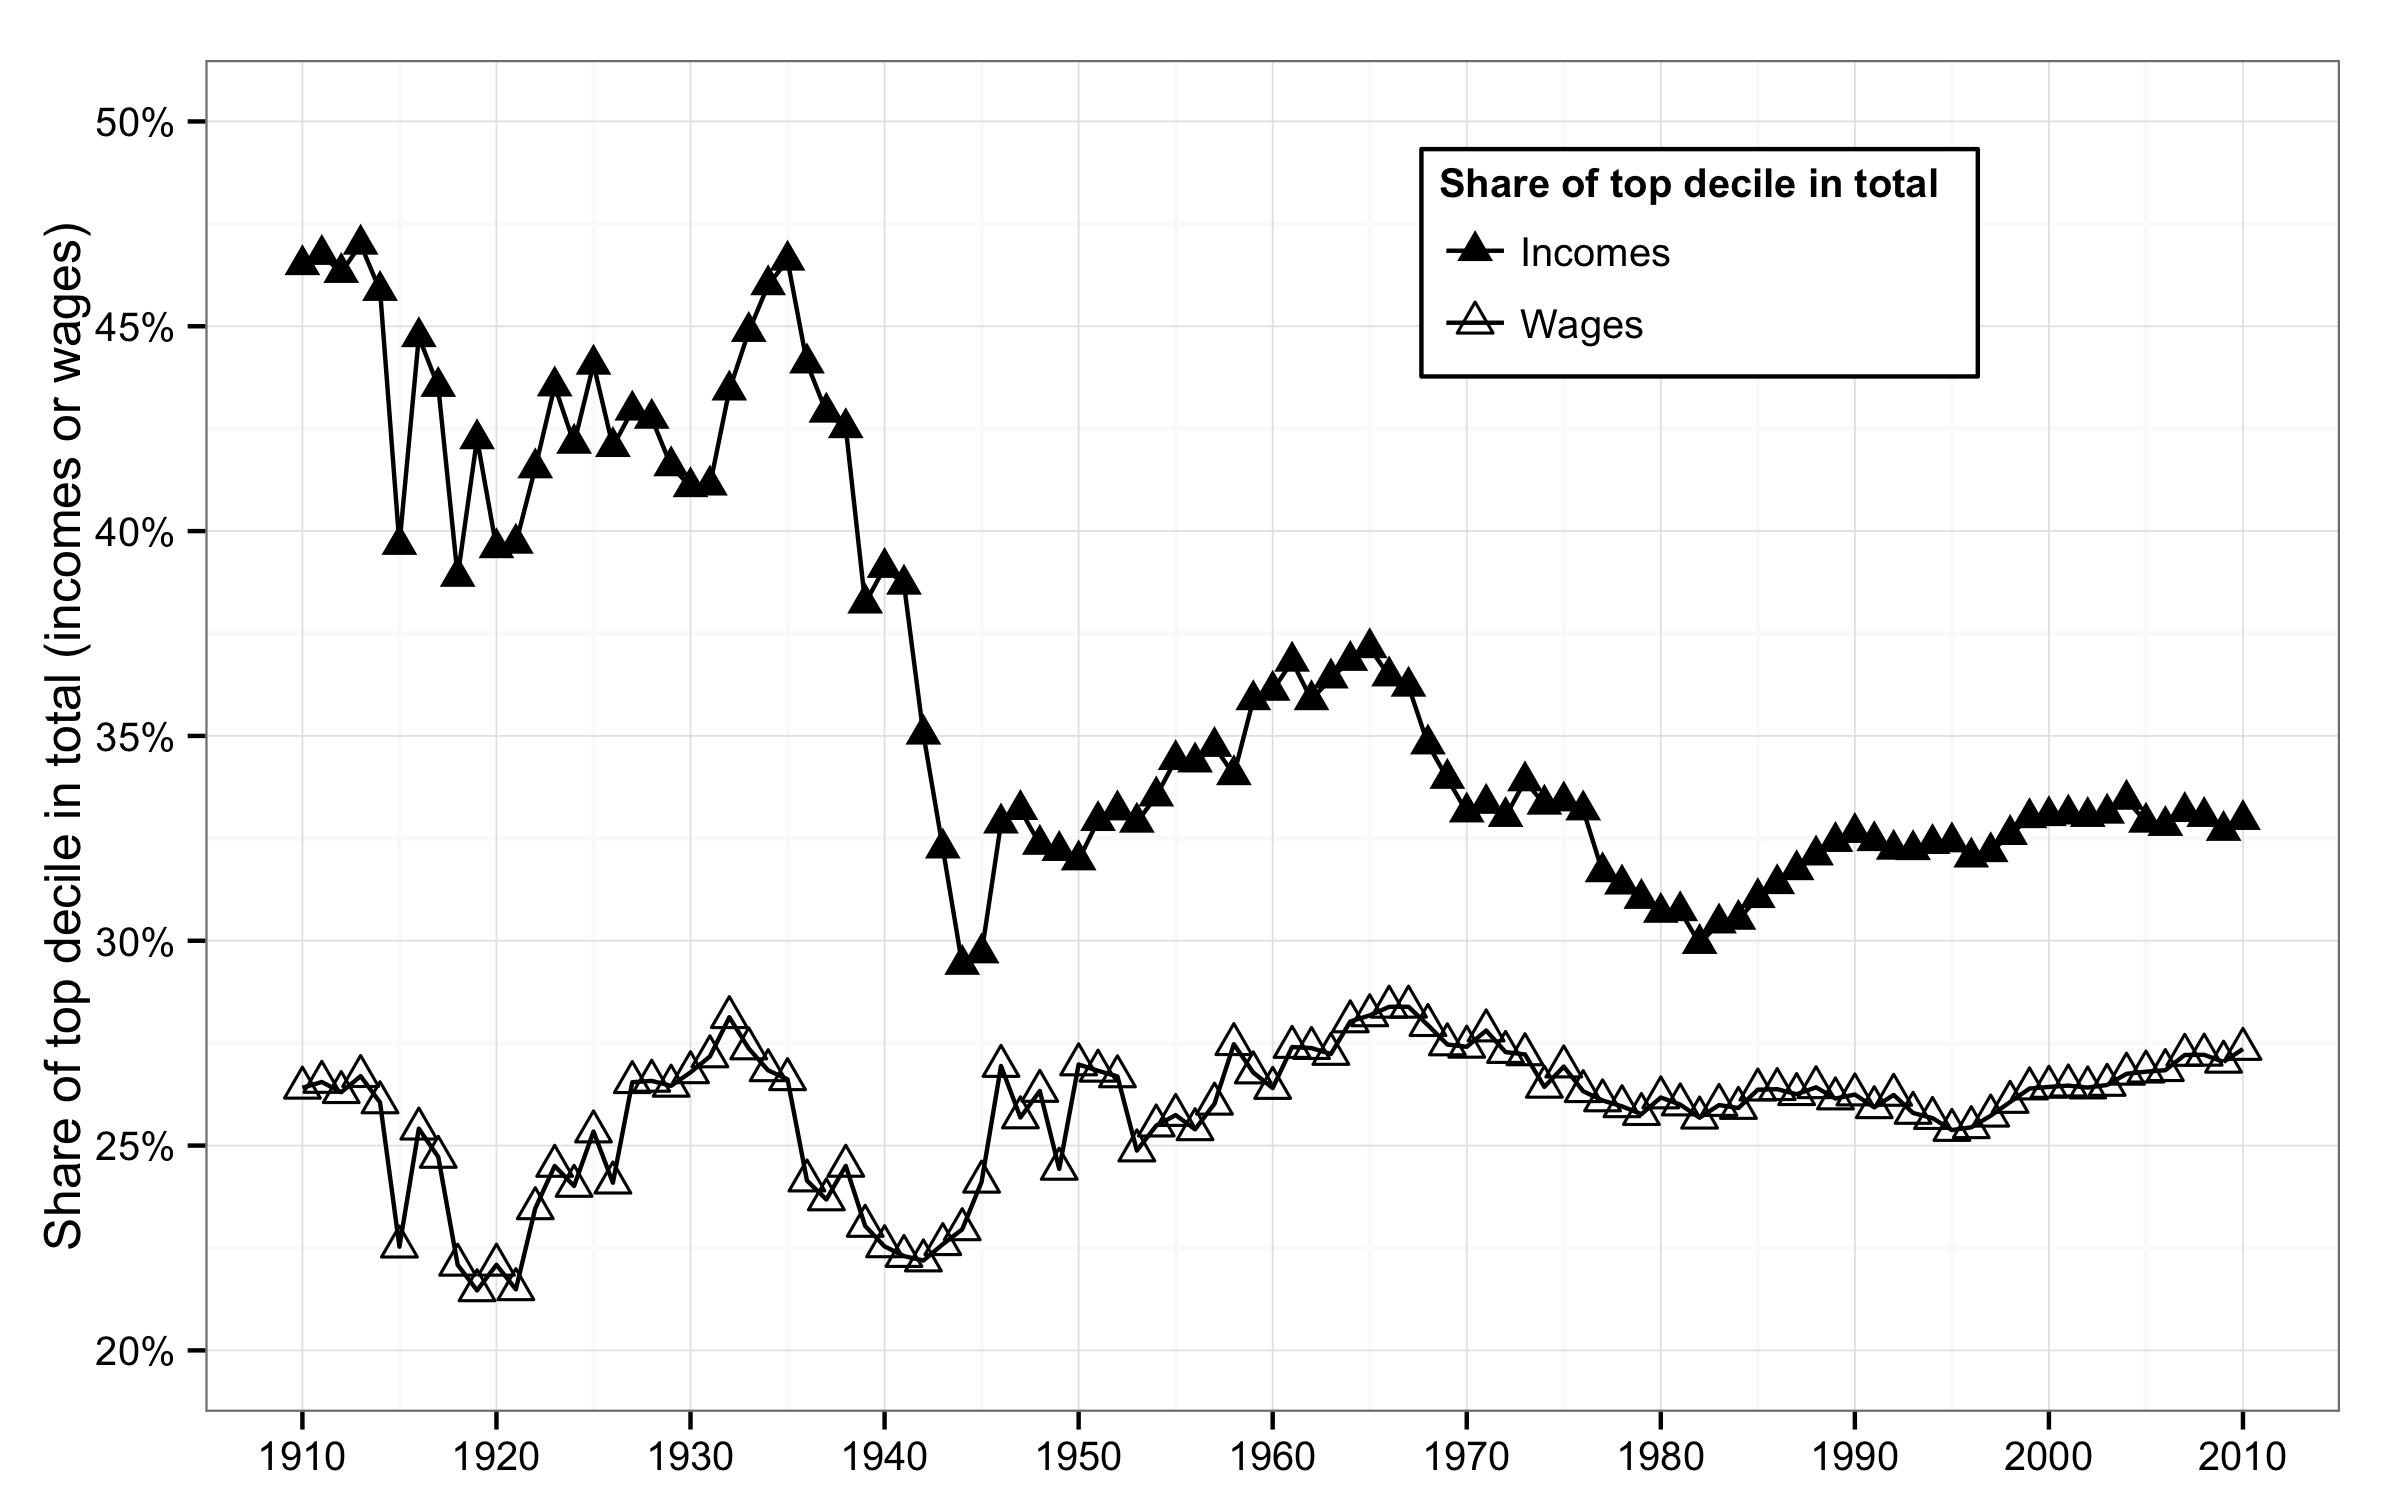 Share of top decile in total (incomes or wages)
50%
45%
40%
35%
30%
25%
20%
Share of top decile in total
Incomes
Wages
1910 1920 1930 1940 1950 1960 1970 1980 1990 2000 2010